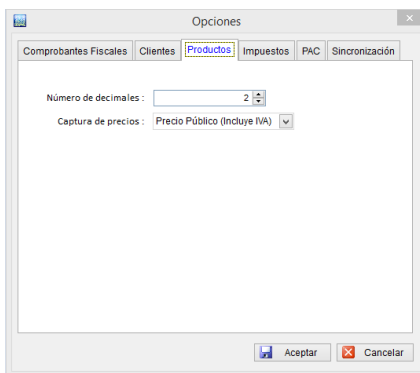 Opciones
Comprobantes Fiscales Clientes Productos Impuestos PAC Sincronización
Número de decimales : 2
Captura de precios : Precio Público (Incluye IVA)
Aceptar Cancelar